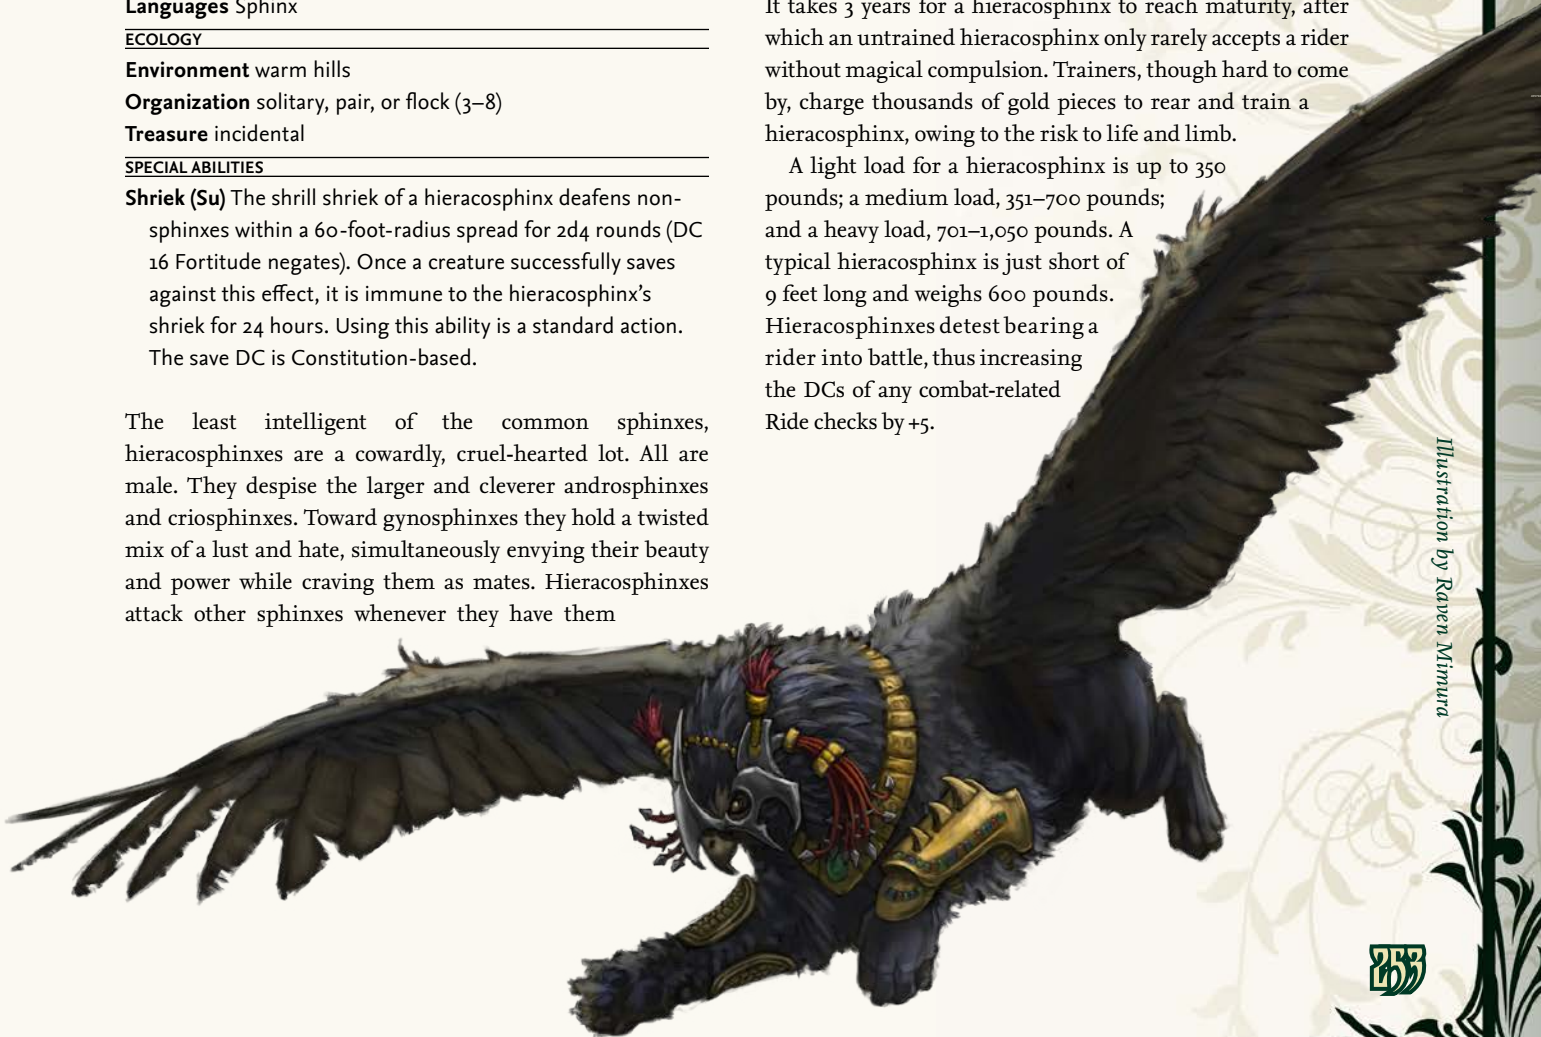 Languages Sphinx
ECOLOGY
Environment warm hills
Organization solitary, pair, or flock (3–8)
Treasure incidental
SPECIAL ABILITIES
Shriek (Su) The shrill shriek of a hieracosphinx deafens non-
sphinxes within a 60-foot-radius spread for 2d4 rounds (DC
16 Fortitude negates). Once a creature successfully saves
against this effect, it is immune to the hieracosphinx's
shriek for 24 hours. Using this ability is a standard action.
The save DC is Constitution-based.
The least intelligent of the common sphinxes,
hieracosphinxes are a cowardly, cruel-hearted lot. All are
male. They despise the larger and cleverer androsphinxes
and criosphinxes. Toward gynosphinxes they hold a twisted
mix of a lust and hate, simultaneously envying their beauty
and power while craving them as mates. Hieracosphinxes
attack other sphinxes whenever they have them
It takes 3 years for a hieracosphinx to reach maturity, after
which an untrained hieracosphinx only rarely accepts a rider
without magical compulsion. Trainers, though hard to come
by, charge thousands of gold pieces to rear and train a
hieracosphinx, owing to the risk to life and limb.
A light load for a hieracosphinx is up to 350
pounds; a medium load, 351–700 pounds;
and a heavy load, 701–1,050 pounds. A
typical hieracosphinx is just short of
9 feet long and weighs 600 pounds.
Hieracosphinxes detest bearing a
rider into battle, thus increasing
the DCs of any combat-related
Ride checks by +5.
Illustration by Raven Mimura
253